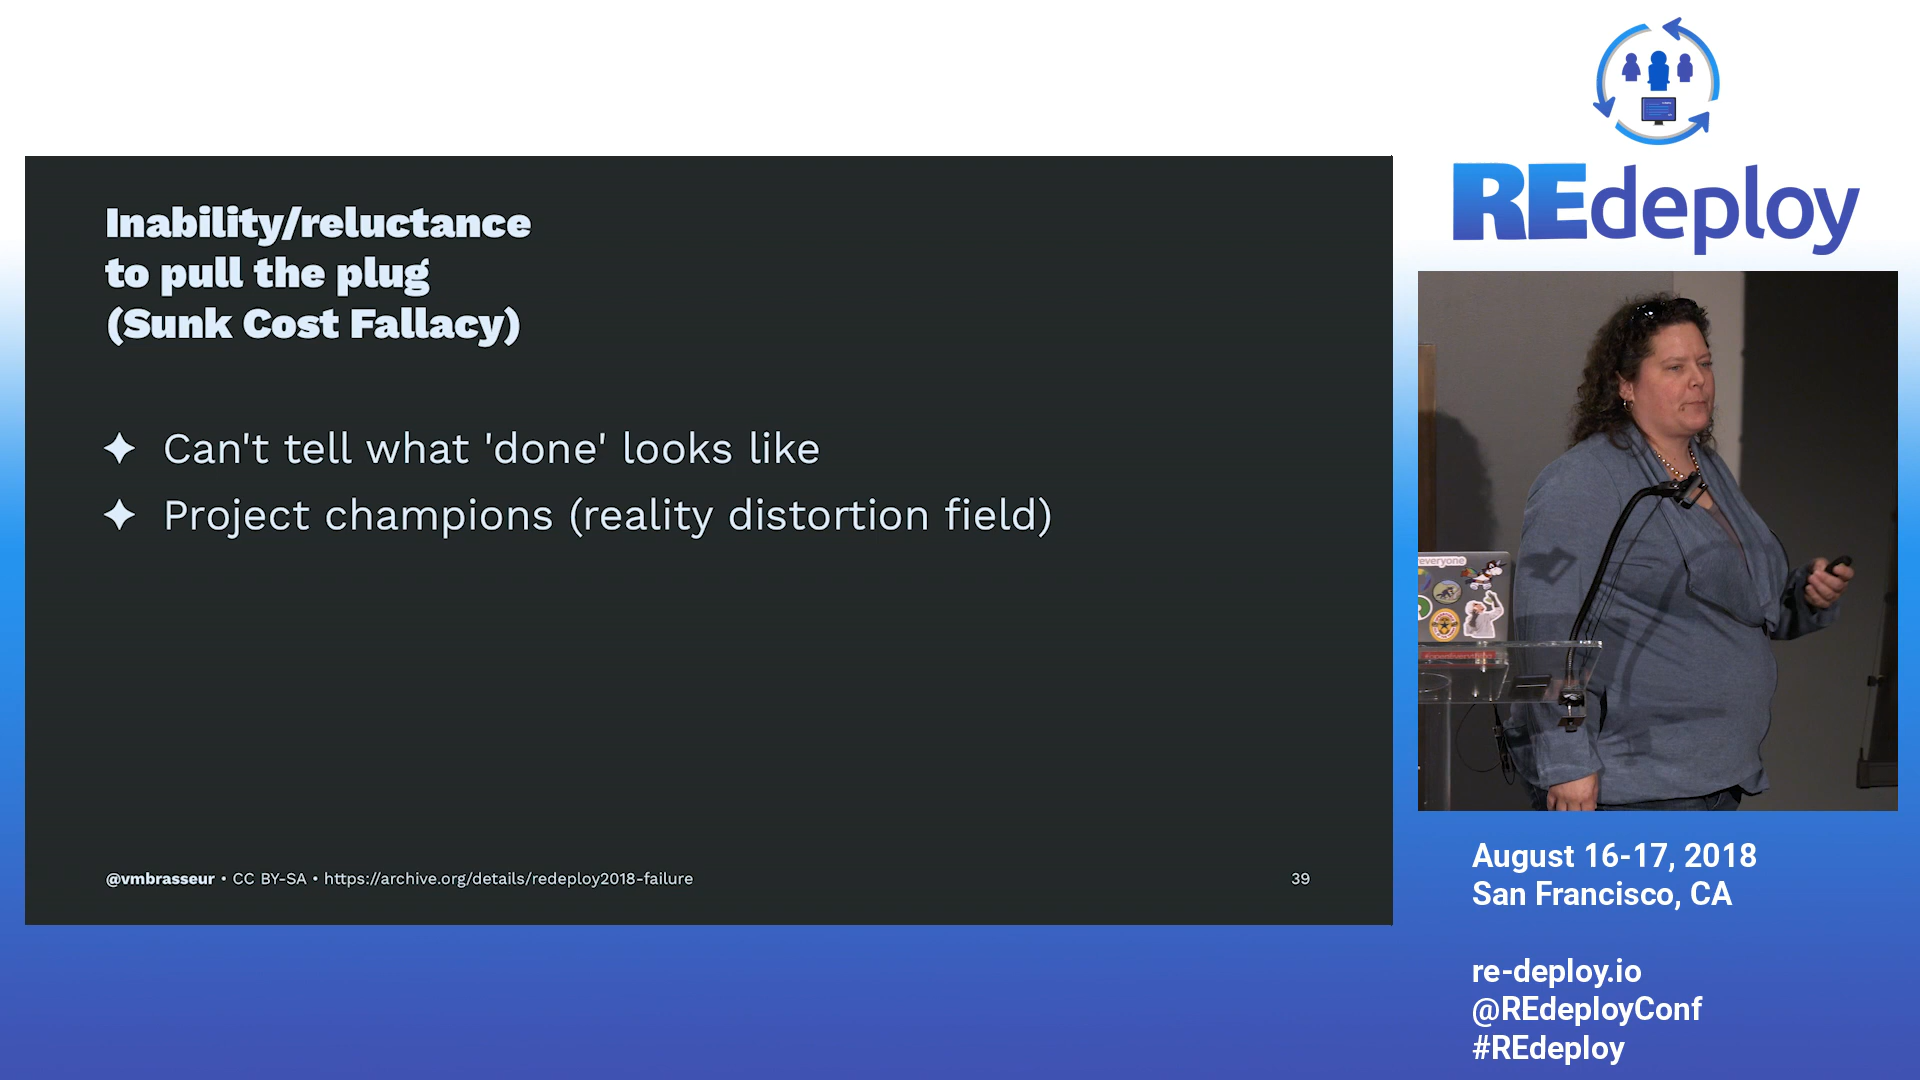 Inability/reluctance
to pull the plug
(Sunk Cost Fallacy)
✦ Can't tell what 'done' looks like
✦ Project champions (reality distortion field)
@vmbrasseur • CC BY-SA • https://archive.org/details/redeploy2018-failure
39
REdeploy
everyone
August 16-17, 2018
San Francisco, CA
re-deploy.io
@REdeployConf
#REdeploy